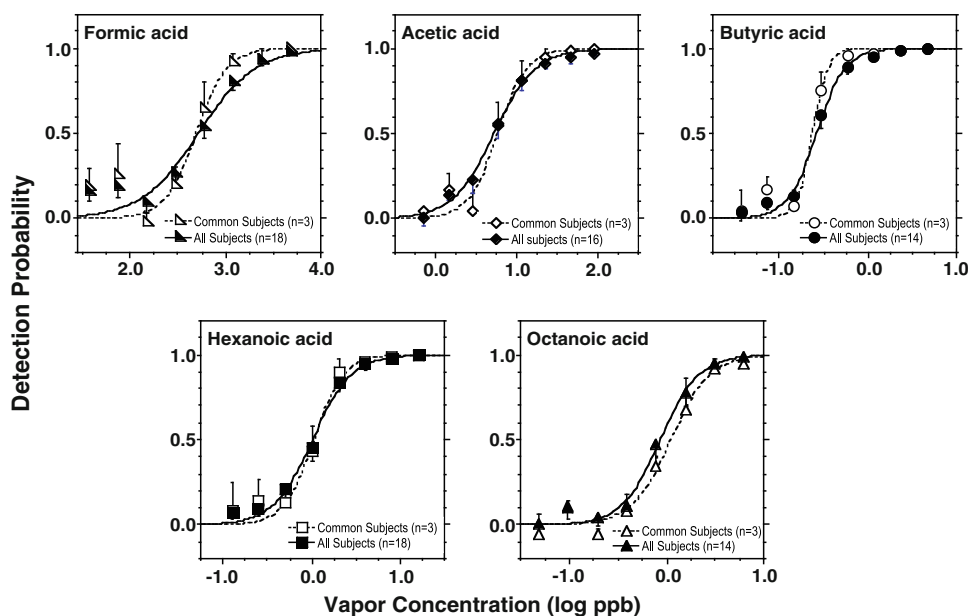 Formic acid
1.0
0.5
0.0
Common Subjects (n=3)
All Subjects (n=18)
2.0 3.0 4.0
Acetic acid
1.0
0.5
0.0
Common Subjects (n=3)
All subjects (n=16)
0.0 1.0 2.0
Butyric acid
1.0
0.5
0.0
Common Subjects (n=3)
All Subjects (n=14)
-1.0 0.0 1.0
Detection Probability
Hexanoic acid
1.0
0.5
0.0
Common Subjects (n=3)
All Subjects (n=18)
-1.0 0.0 1.0
Octanoic acid
1.0
0.5
0.0
Common Subjects (n=3)
All Subjects (n=14)
-1.0 0.0 1.0
Vapor Concentration (log ppb)